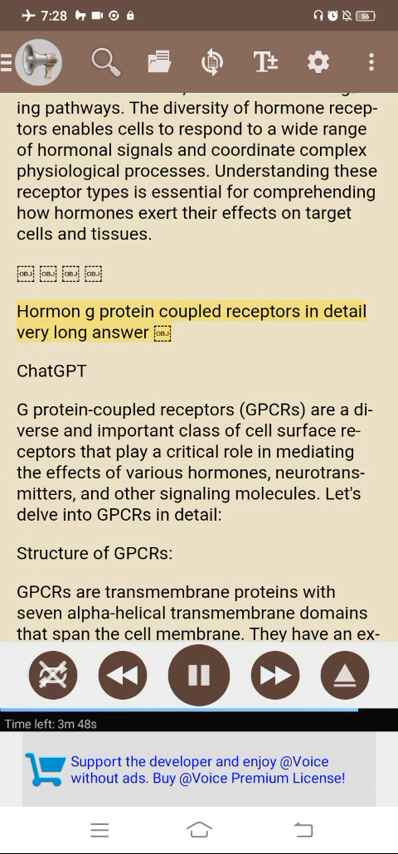 7:28
56
T±
ing pathways. The diversity of hormone recep-
tors enables cells to respond to a wide range
of hormonal signals and coordinate complex
physiological processes. Understanding these
receptor types is essential for comprehending
how hormones exert their effects on target
cells and tissues.
OBJ OBJ OBJ OBJ
Hormon g protein coupled receptors in detail
very long answer OBJ
ChatGPT
G protein-coupled receptors (GPCRs) are a di-
verse and important class of cell surface re-
ceptors that play a critical role in mediating
the effects of various hormones, neurotrans-
mitters, and other signaling molecules. Let's
delve into GPCRs in detail:
Structure of GPCRs:
GPCRs are transmembrane proteins with
seven alpha-helical transmembrane domains
that span the cell membrane. They have an ex-
Time left: 3m 48s
Support the developer and enjoy @Voice
without ads. Buy @Voice Premium License!